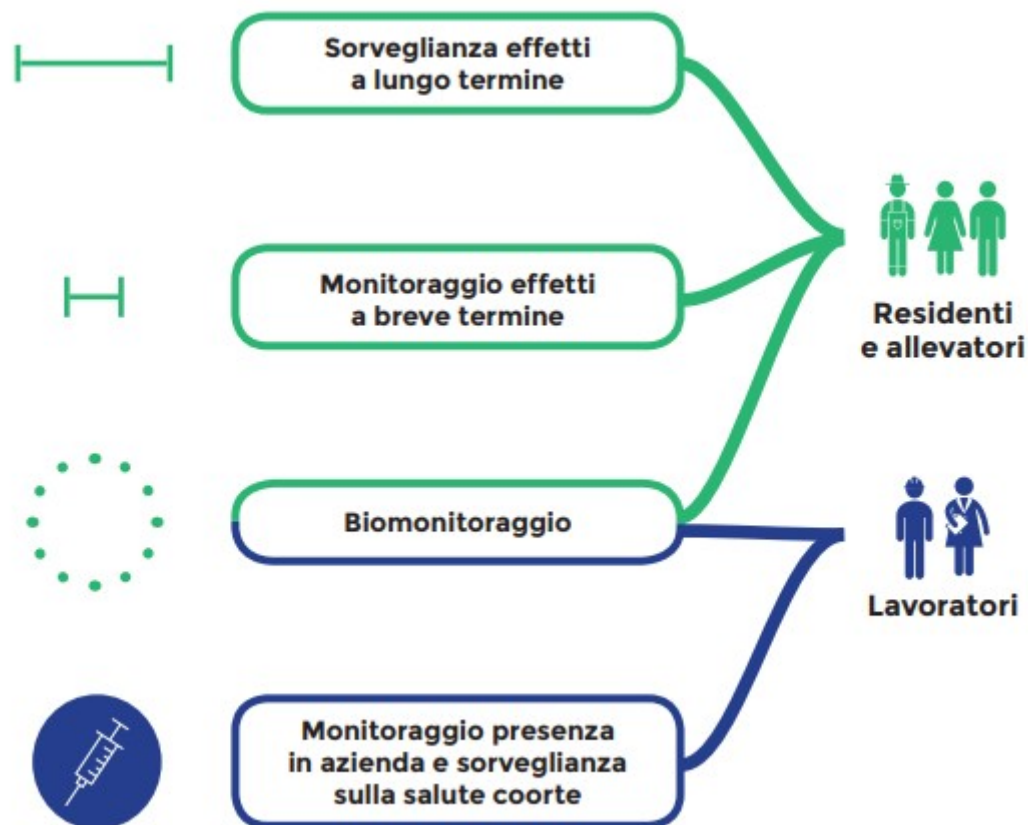 Sorveglianza effetti
a lungo termine
Monitoraggio effetti
a breve termine
Residenti
e allevatori
Biomonitoraggio
Lavoratori
Monitoraggio presenza
in azienda e sorveglianza
sulla salute coorte